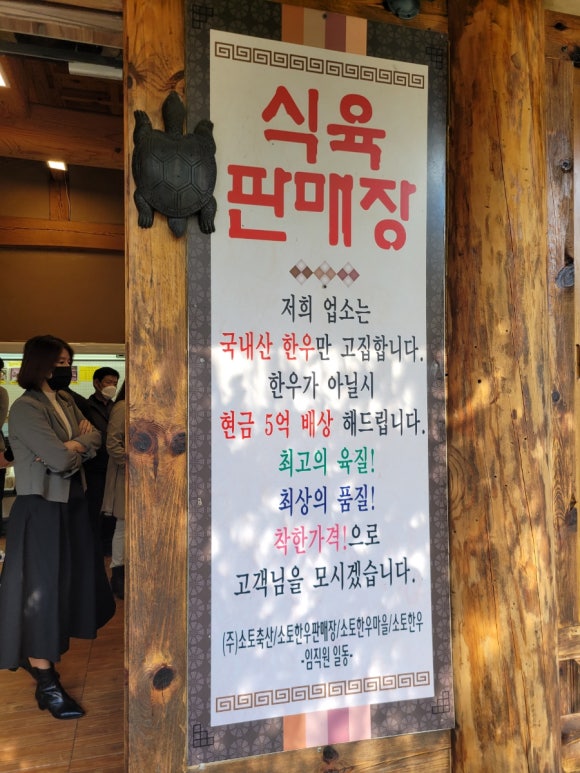 식육
판매장
저희 업소는
국내산 한우만 고집합니다.
한우가 아닐시
현금 5억 배상 해드립니다.
최고의 육질!
최상의 품질!
착한가격!으로
고객님을 모시겠습니다.
(주)소토축산/소토한우판매장/소토한우마을/소토한우
-임직원 일동-